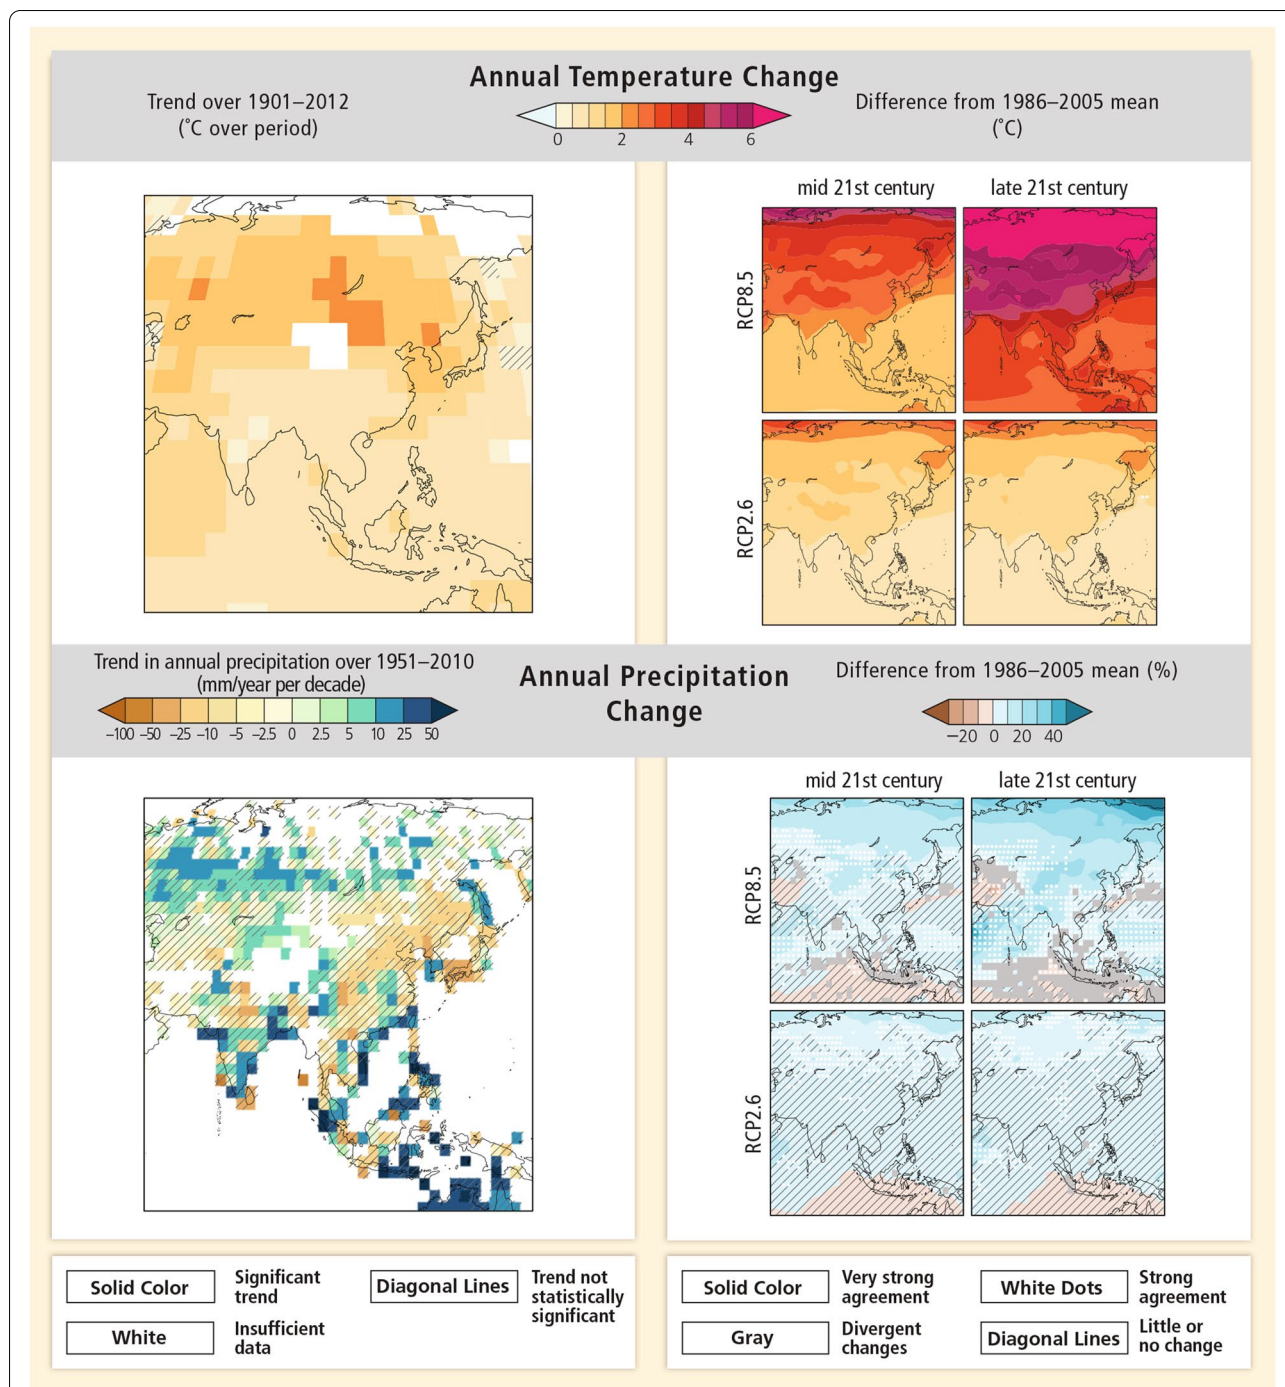 Annual Temperature Change
Trend over 1901–2012
(˚C over period)
0 2 4 6
Difference from 1986–2005 mean
(˚C)
mid 21st century
late 21st century
RCP8.5
RCP2.6
Trend in annual precipitation over 1951–2010
(mm/year per decade)
–100 –50 –25 –10 –5 –2.5 0 2.5 5 10 25 50
Annual Precipitation
Change
Difference from 1986–2005 mean (%)
–20 0 20 40
mid 21st century
late 21st century
RCP8.5
RCP2.6
Solid Color
Significant
trend
Diagonal Lines
Trend not
statistically
significant
White
Insufficient
data
Solid Color
Very strong
agreement
White Dots
Strong
agreement
Gray
Divergent
changes
Diagonal Lines
Little or
no change